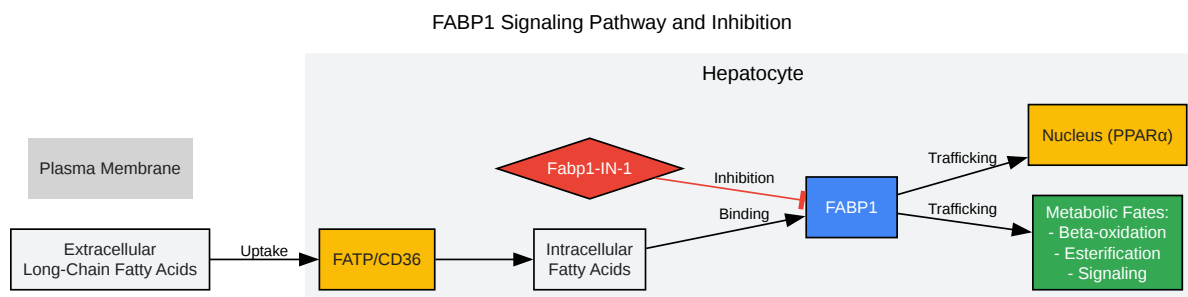 FABP1 Signaling Pathway and Inhibition
Hepatocyte
Plasma Membrane
Extracellular
Long-Chain Fatty Acids
Uptake
FATP/CD36
Intracellular
Fatty Acids
Fabp1-IN-1
Inhibition
Binding
FABP1
Trafficking
Nucleus (PPARα)
Trafficking
Metabolic Fates:
- Beta-oxidation
- Esterification
- Signaling